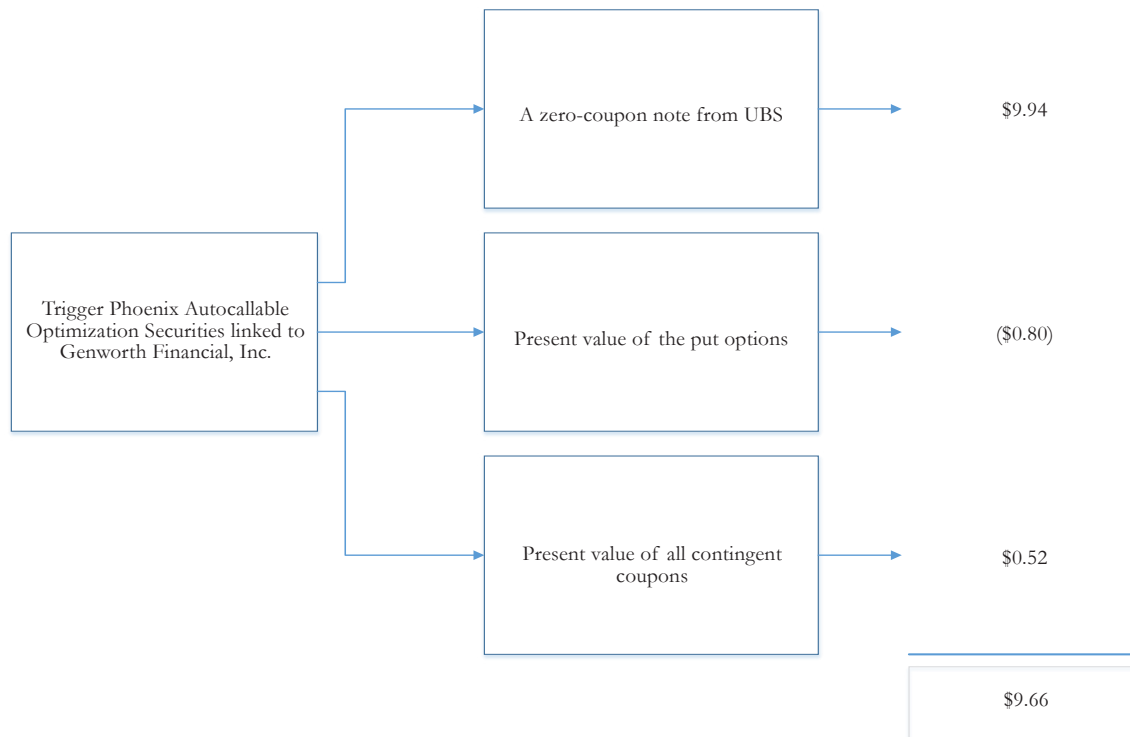 A zero-coupon note from UBS
$9.94
Trigger Phoenix Autocallable
Optimization Securities linked to
Genworth Financial, Inc.
Present value of the put options
($0.80)
Present value of all contingent
coupons
$0.52
$9.66